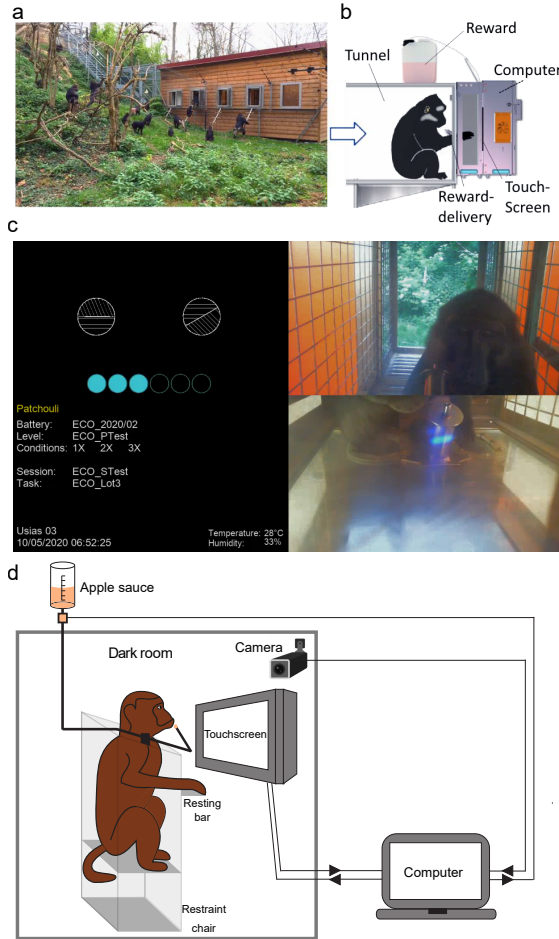 a
b
Reward
Tunnel
Computer
Reward-
delivery
Touch-
Screen
c
Patchouli
Battery: ECO_2020/02
Level: ECO_PTest
Conditions: 1X 2X 3X
Session: ECO_STest
Task: ECO_Lot3
Usias 03
10/05/2020 06:52:25
Temperature: 28°C
Humidity: 33%
d
Apple sauce
Dark room
Camera
Touchscreen
Resting
bar
Computer
Restraint
chair